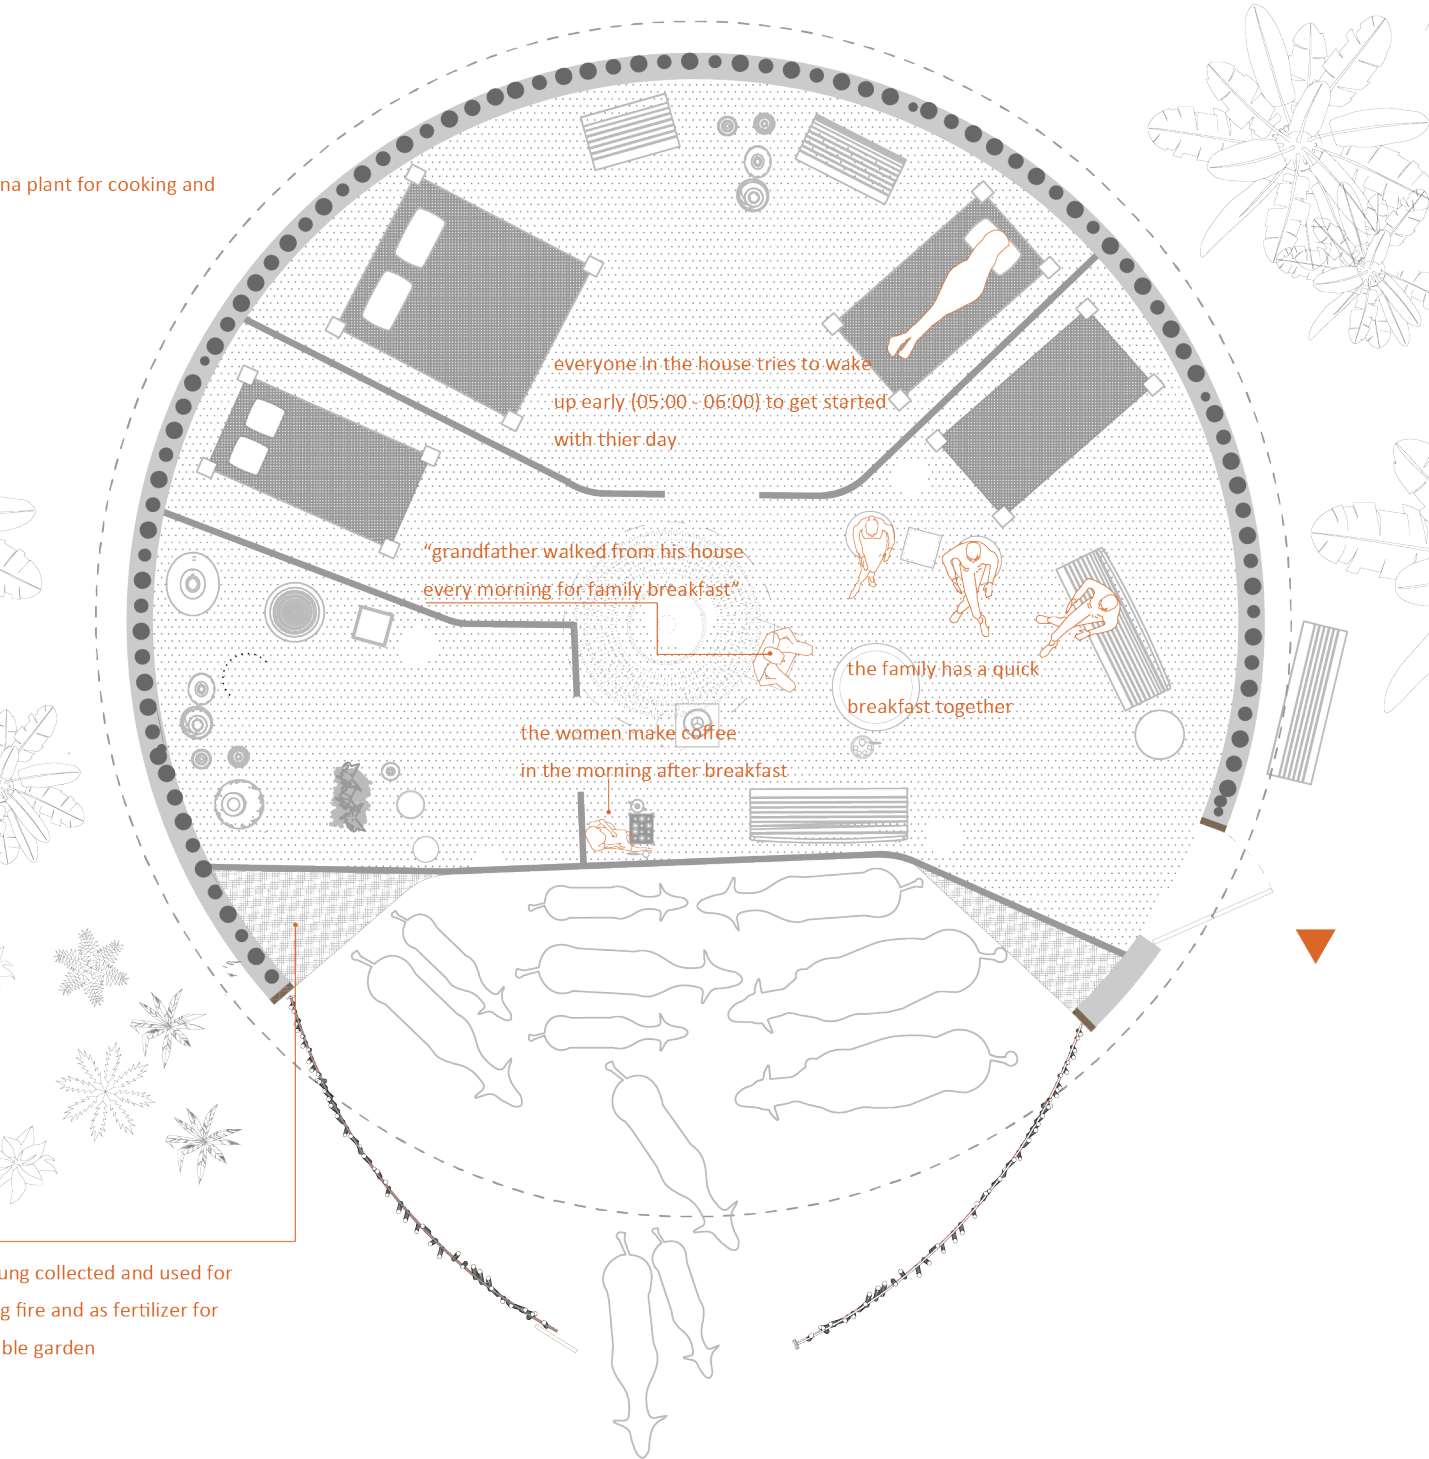 na plant for cooking and
everyone in the house tries to wake
up early (05:00 - 06:00) to get started
with thier day
“grandfather walked from his house
every morning for family breakfast”
the family has a quick
breakfast together
the women make coffee
in the morning after breakfast
ung collected and used for
g fire and as fertilizer for
ble garden